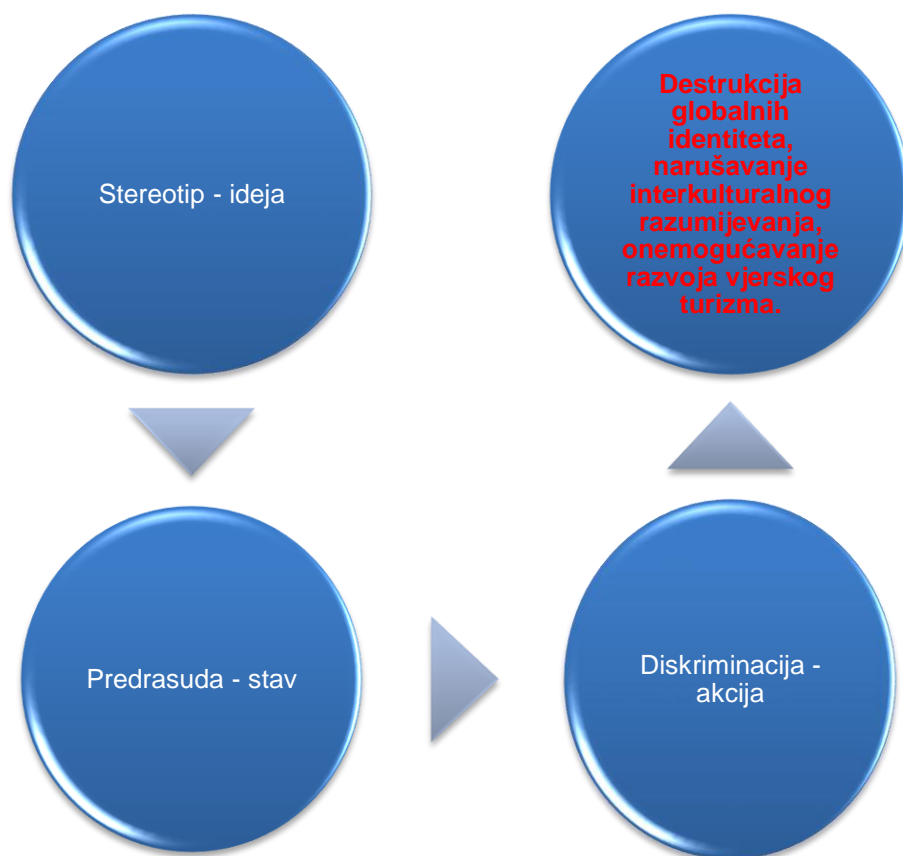 Stereotip - ideja
Predrasuda - stav
Diskriminacija -
akcija
Destrukcija
globalnih
identiteta,
narušavanje
interkulturalnog
razumijevanja,
onemogućavanje
razvoja vjerskog
turizma.